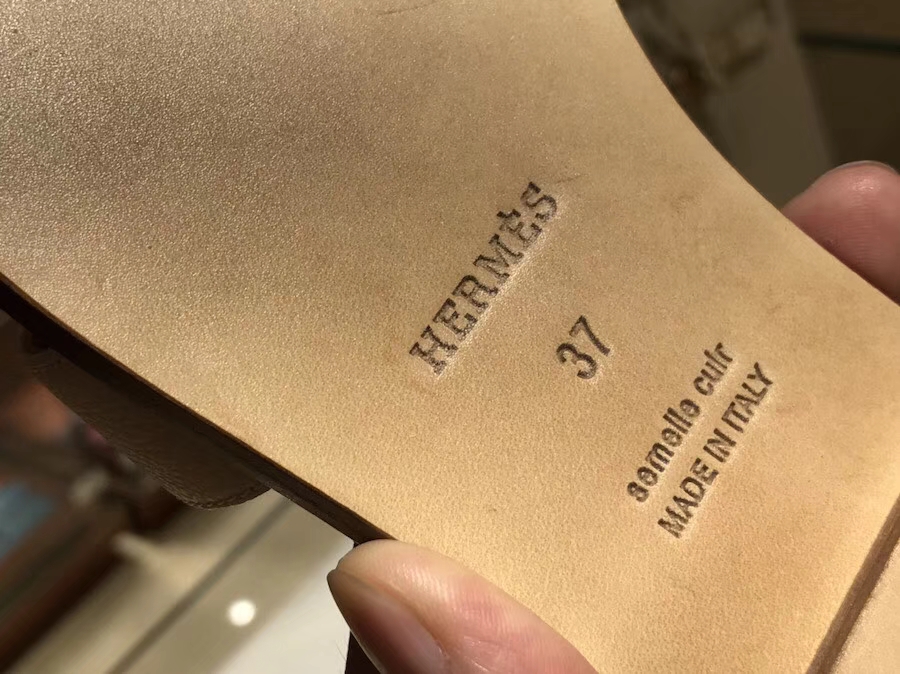 HERMÈS
37
semelle cuir
MADE IN ITALY